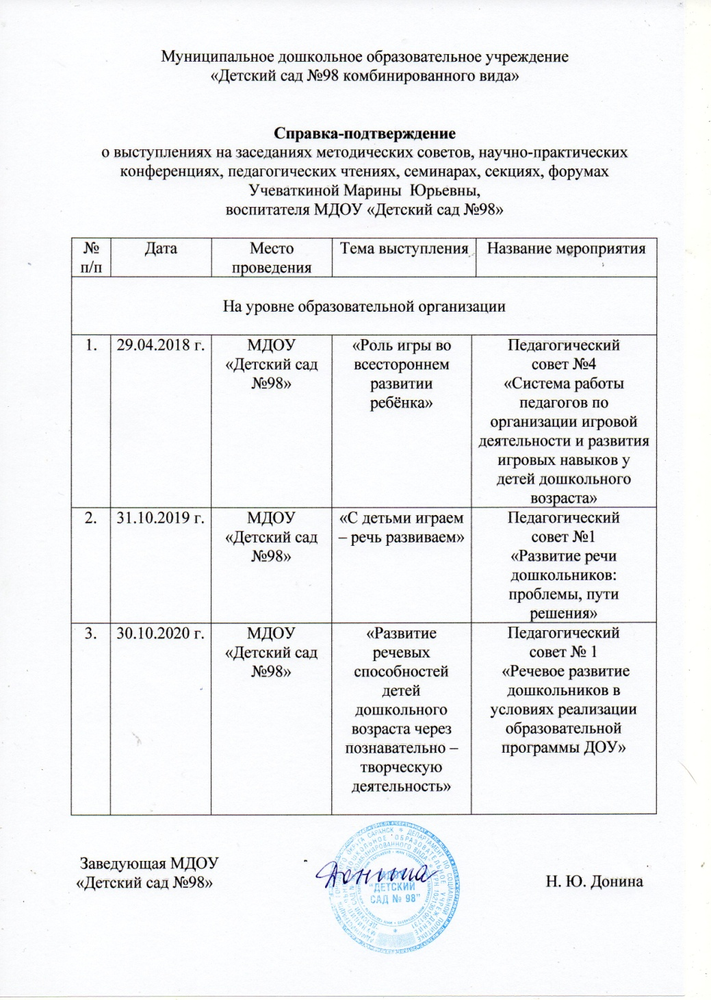 Муниципальное дошкольное образовательное учреждение
«Детский сад №98 комбинированного вида»
Справка-подтверждение
о выступлениях на заседаниях методических советов, научно-практических
конференциях, педагогических чтениях, семинарах, секциях, форумах
Учеваткиной Марины Юрьевны,
воспитателя МДОУ «Детский сад №98»
№ п/п
Дата
Место проведения
Тема выступления
Название мероприятия
На уровне образовательной организации
1.
29.04.2018 г.
МДОУ
«Детский сад
№98»
«Роль игры во
всестороннем
развитии
ребёнка»
Педагогический
совет №4
«Система работы
педагогов по
организации игровой
деятельности и развития
игровых навыков у
детей дошкольного
возраста»
2.
31.10.2019 г.
МДОУ
«Детский сад
№98»
«С детьми играем
– речь развиваем»
Педагогический
совет №1
«Развитие речи
дошкольников:
проблемы, пути
решения»
3.
30.10.2020 г.
МДОУ
«Детский сад
№98»
«Развитие
речевых
способностей
детей
дошкольного
возраста через
познавательно –
творческую
деятельность»
Педагогический
совет № 1
«Речевое развитие
дошкольников в
условиях реализации
образовательной
программы ДОУ»
Заведующая МДОУ
«Детский сад №98»
Донина
"ДЕТСКИЙ
САД № 98"
Н. Ю. Донина